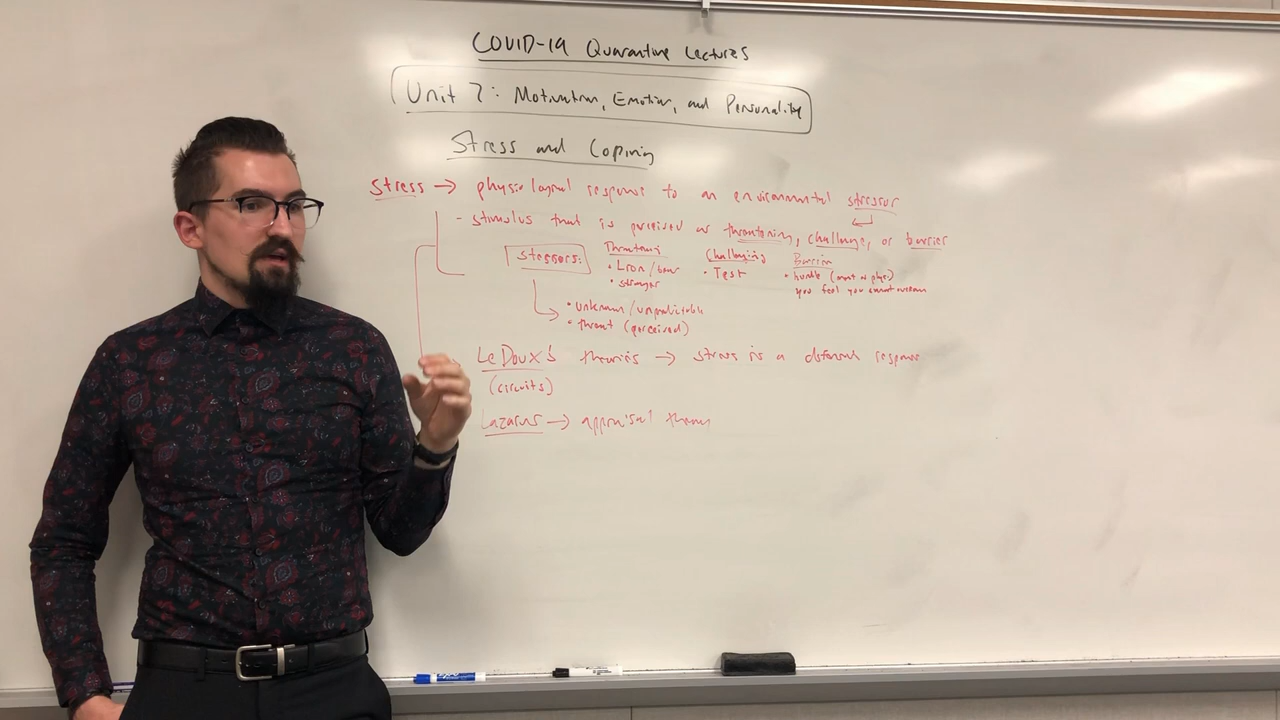 COVID-19 Quarantine Lectures
Unit 7: Motivation, Emotion, and Personality
Stress and Coping
Stress → physiological response to an environmental stressor
- stimulus that is perceived as threatening, challenge, or barrier
stressors:
Threatening
• Lion/bear
• stranger
Challenging
• Test
Barrier
• hurdle (ment or phys)
you feel you cannot overcome
• unknown/unpredictable
• threat (perceived)
LeDoux's theories → stress is a defense response
(circuits)
Lazarus → appraisal theory